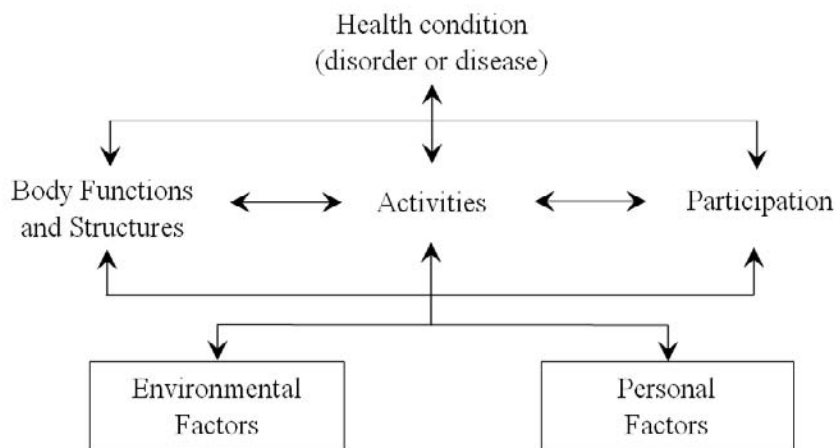 Health condition
(disorder or disease)
Body Functions
and Structures
Activities
Participation
Environmental
Factors
Personal
Factors